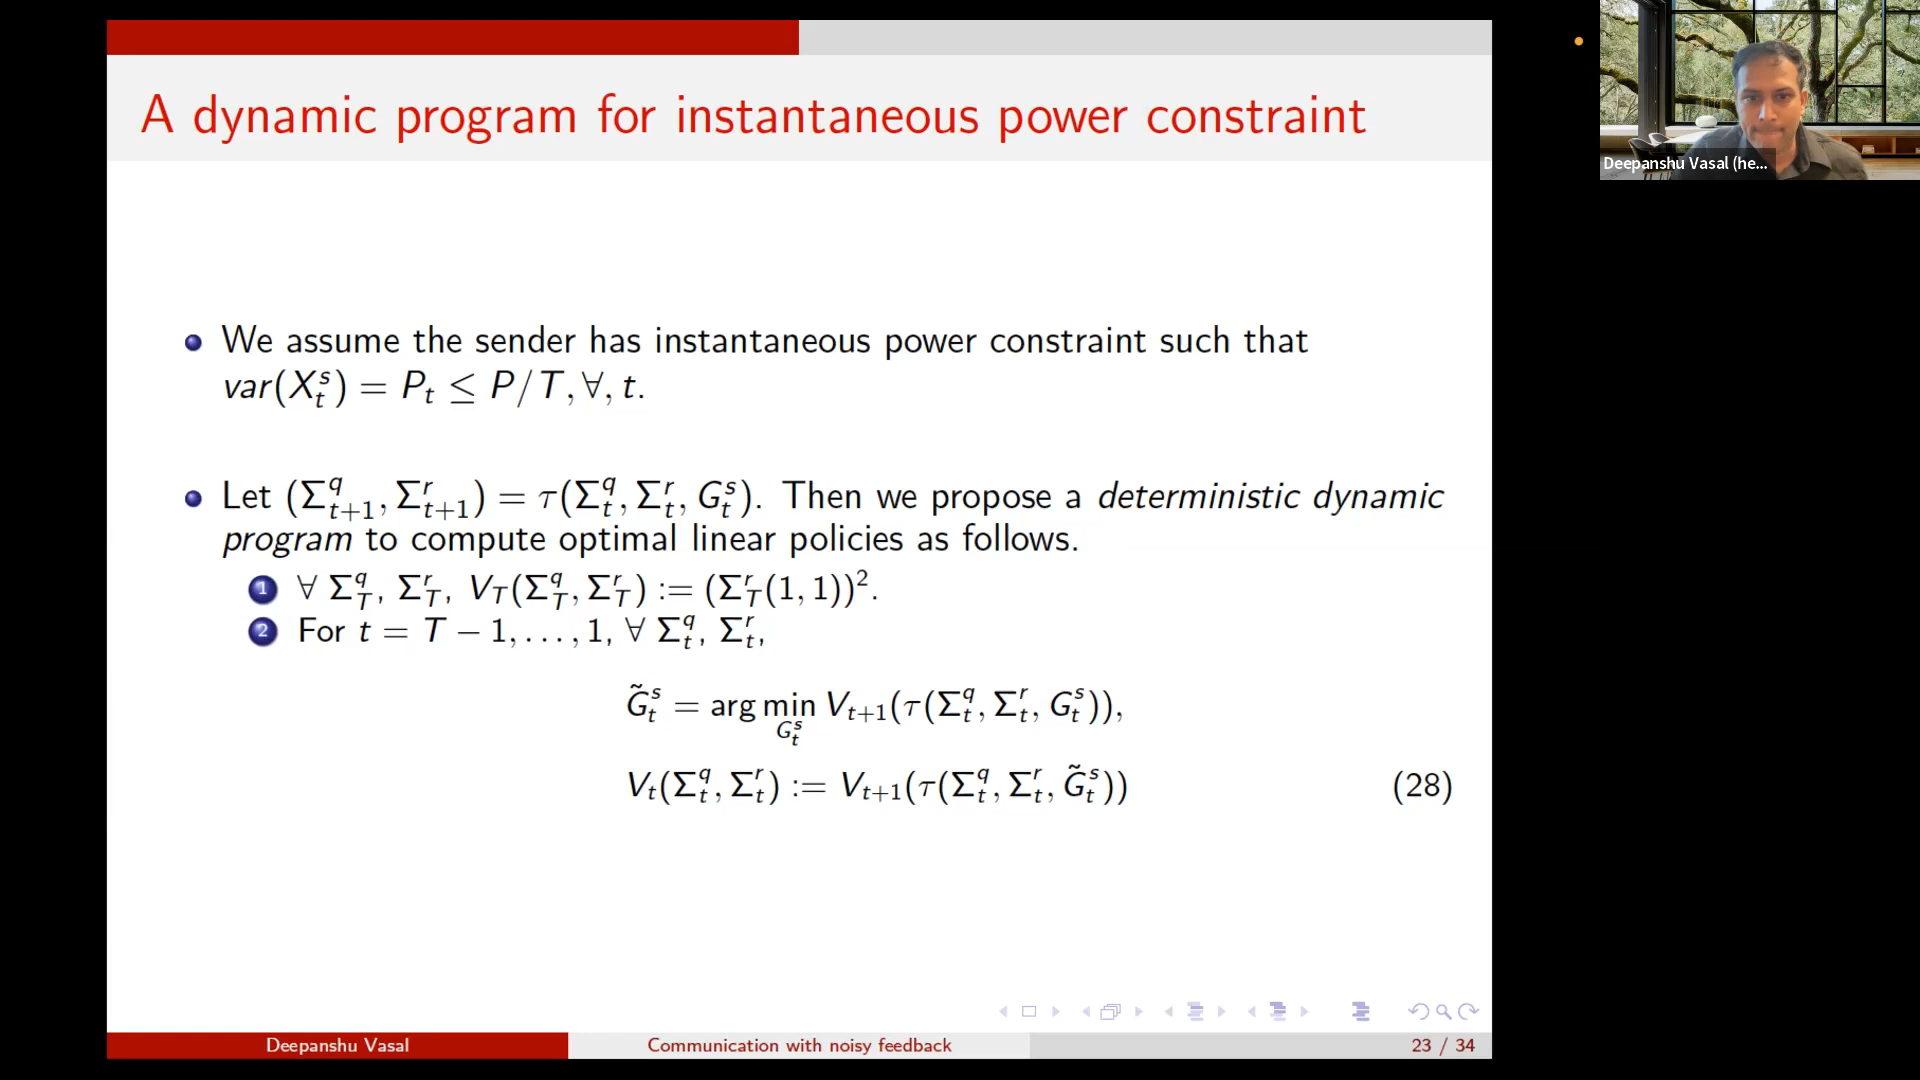 A dynamic program for instantaneous power constraint
Deepanshu Vasal (he...
We assume the sender has instantaneous power constraint such that
var(X_t^s) = P_t ≤ P/T, ∀, t.
Let (Σ_{t+1}^q, Σ_{t+1}^r) = τ(Σ_t^q, Σ_t^r, G_t^s). Then we propose a deterministic dynamic
program to compute optimal linear policies as follows.
1 ∀ Σ_T^q, Σ_T^r, V_T(Σ_T^q, Σ_T^r) := (Σ_T^r(1, 1))^2.
2 For t = T − 1, . . . , 1, ∀ Σ_t^q, Σ_t^r,
G̃_t^s = arg min_{G_t^s} V_{t+1}(τ(Σ_t^q, Σ_t^r, G_t^s)),
V_t(Σ_t^q, Σ_t^r) := V_{t+1}(τ(Σ_t^q, Σ_t^r, G̃_t^s)) (28)
Deepanshu Vasal
Communication with noisy feedback
23 / 34